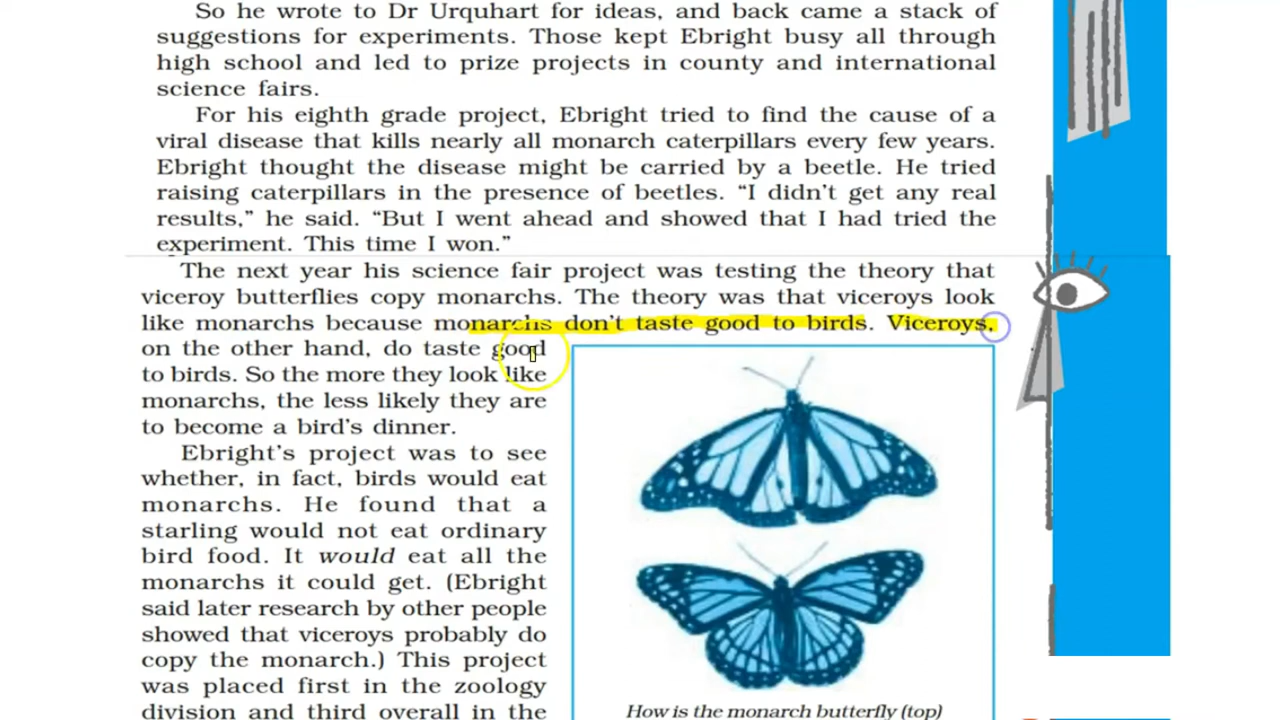 So he wrote to Dr Urquhart for ideas, and back came a stack of
suggestions for experiments. Those kept Ebright busy all through
high school and led to prize projects in county and international
science fairs.
For his eighth grade project, Ebright tried to find the cause of a
viral disease that kills nearly all monarch caterpillars every few years.
Ebright thought the disease might be carried by a beetle. He tried
raising caterpillars in the presence of beetles. “I didn’t get any real
results,” he said. “But I went ahead and showed that I had tried the
experiment. This time I won.”
The next year his science fair project was testing the theory that
viceroy butterflies copy monarchs. The theory was that viceroys look
like monarchs because monarchs don’t taste good to birds. Viceroys,
on the other hand, do taste good
to birds. So the more they look like
monarchs, the less likely they are
to become a bird’s dinner.
Ebright’s project was to see
whether, in fact, birds would eat
monarchs. He found that a
starling would not eat ordinary
bird food. It would eat all the
monarchs it could get. (Ebright
said later research by other people
showed that viceroys probably do
copy the monarch.) This project
was placed first in the zoology
division and third overall in the
How is the monarch butterfly (top)